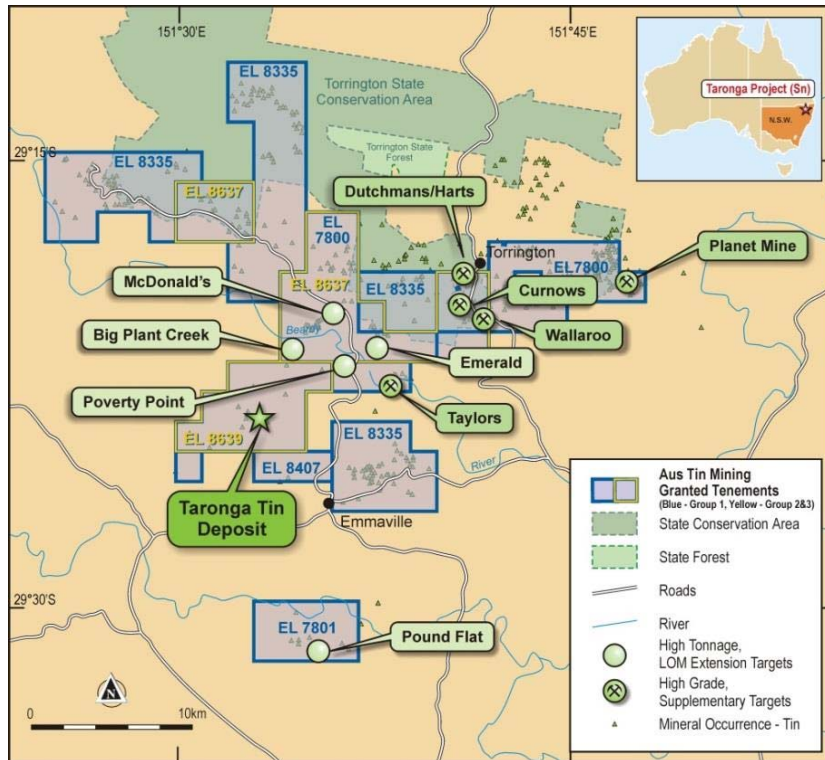 151°30'E
151°45'E
EL 8335
Torrington State
Conservation Area
Taronga Project (Sn)
N.S.W.
29°15'S
EL 8335
Torrington
State
Forest
EL 8637
Dutchmans/Harts
EL
7800
Torrington
EL7800
Planet Mine
McDonald's
EL 8637
EL 8335
Curnows
Big Plant Creek
Beardy
Wallaroo
Emerald
Poverty Point
Taylors
EL 8639
EL 8335
EL 8407
River
Taronga Tin
Deposit
Emmaville
29°30'S
EL 7801
Pound Flat
N
0
10km
Aus Tin Mining
Granted Tenements
(Blue - Group 1, Yellow - Group 2&3)
State Conservation Area
State Forest
Roads
River
High Tonnage,
LOM Extension Targets
High Grade,
Supplementary Targets
Mineral Occurrence - Tin